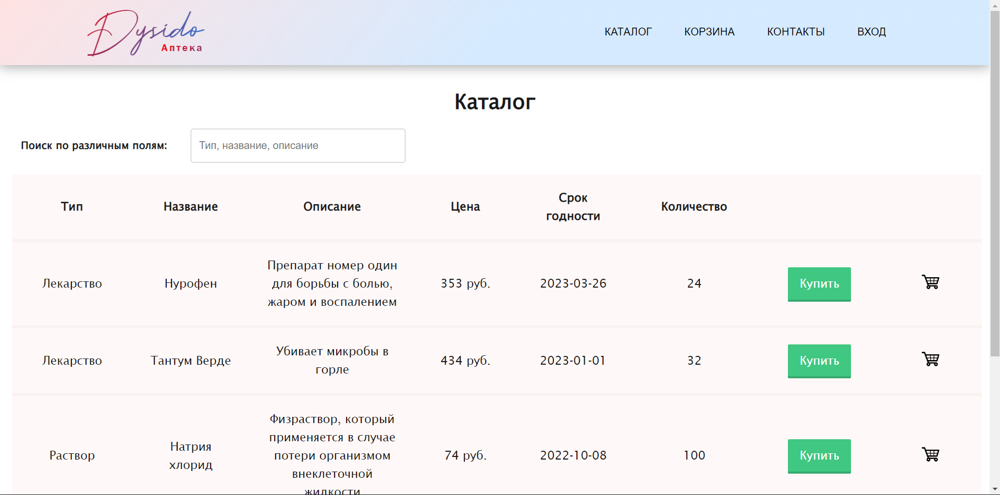 Dysido
Аптека
КАТАЛОГ КОРЗИНА КОНТАКТЫ ВХОД
Каталог
Поиск по различным полям: Тип, название, описание
Тип Название Описание Цена Срок годности Количество
Лекарство
Нурофен
Препарат номер один
для борьбы с болью,
жаром и воспалением
353 руб.
2023-03-26
24
Купить
Лекарство
Тантум Верде
Убивает микробы в
горле
434 руб.
2023-01-01
32
Купить
Раствор
Натрия
хлорид
Физраствор, который
применяется в случае
потери организмом
внеклеточной
жидкости
74 руб.
2022-10-08
100
Купить